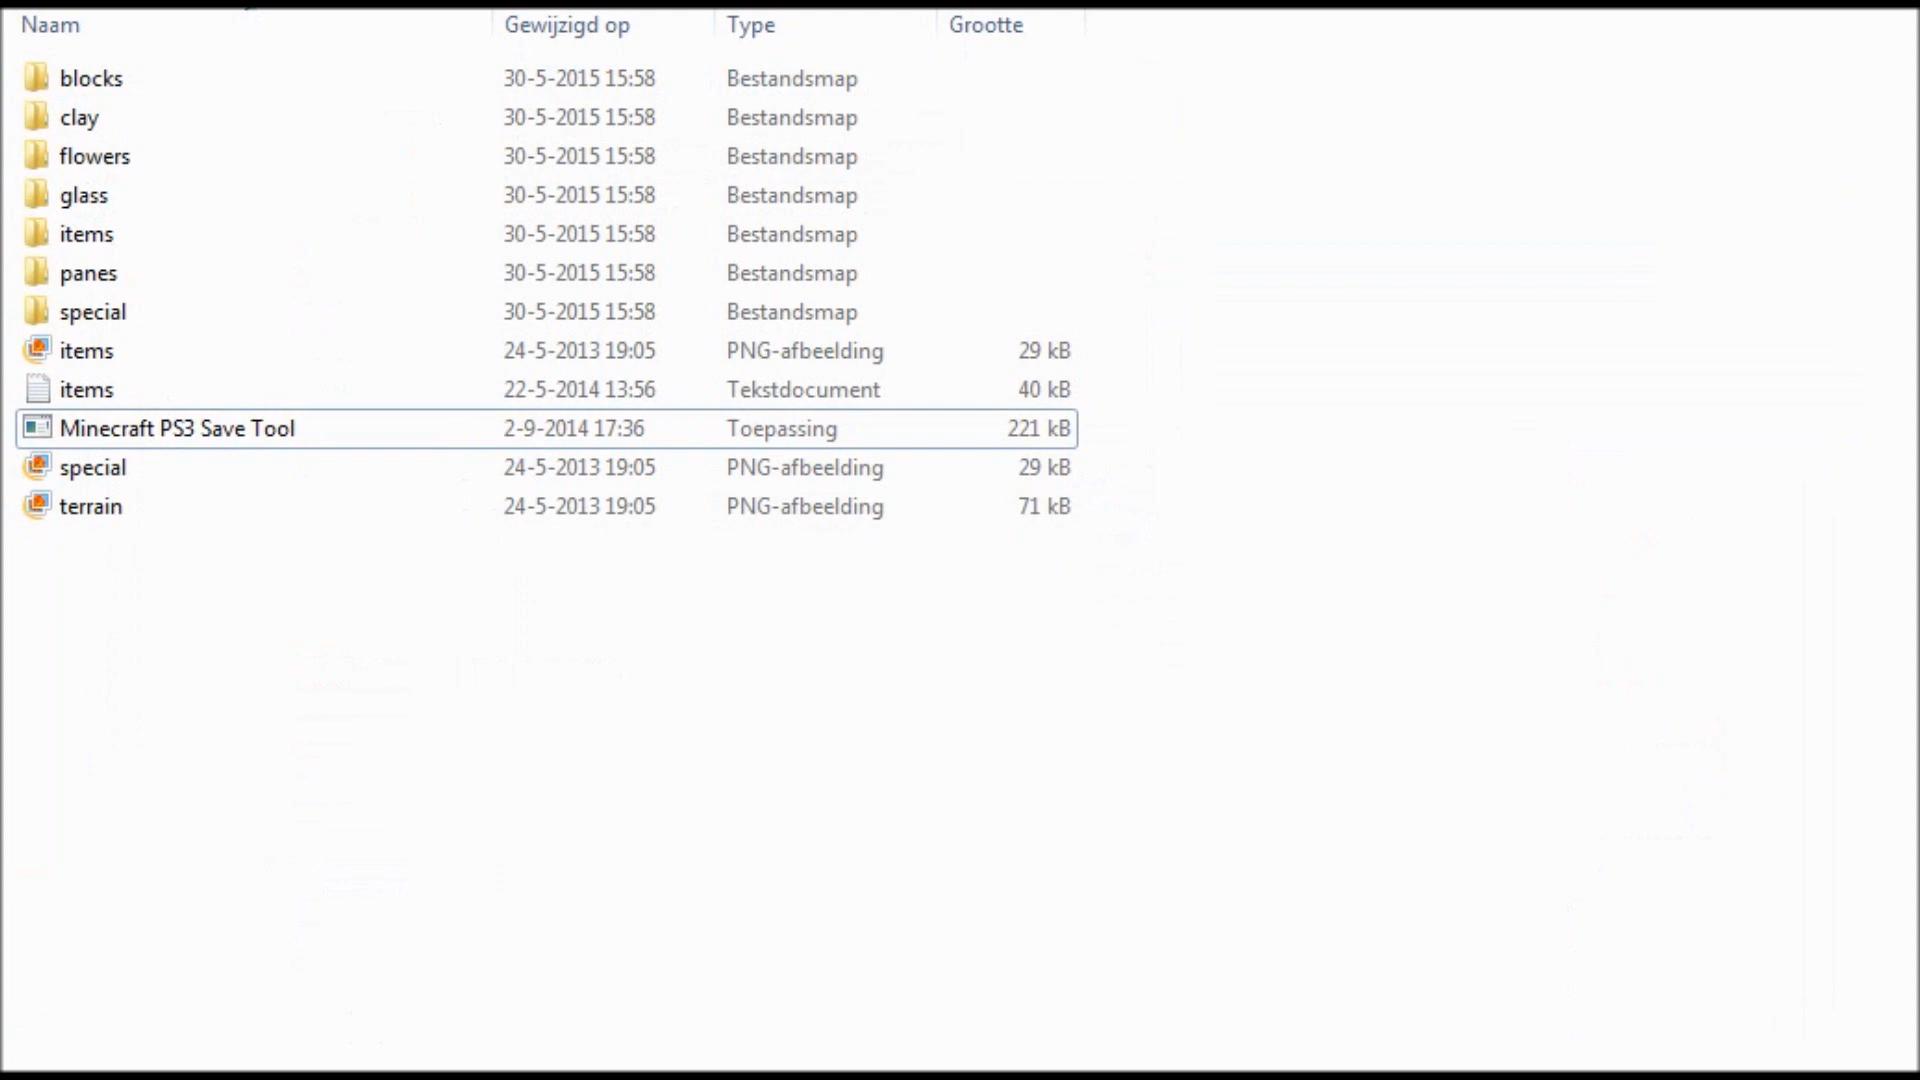 Naam Gewijzigd op Type Grootte
blocks 30-5-2015 15:58 Bestandsmap
clay 30-5-2015 15:58 Bestandsmap
flowers 30-5-2015 15:58 Bestandsmap
glass 30-5-2015 15:58 Bestandsmap
items 30-5-2015 15:58 Bestandsmap
panes 30-5-2015 15:58 Bestandsmap
special 30-5-2015 15:58 Bestandsmap
items 24-5-2013 19:05 PNG-afbeelding 29 kB
items 22-5-2014 13:56 Tekstdocument 40 kB
Minecraft PS3 Save Tool 2-9-2014 17:36 Toepassing 221 kB
special 24-5-2013 19:05 PNG-afbeelding 29 kB
terrain 24-5-2013 19:05 PNG-afbeelding 71 kB